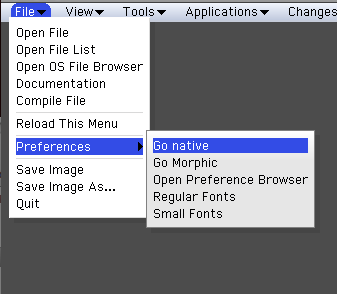 File View Tools Applications Changes
Open File
Open File List
Open OS File Browser
Documentation
Compile File
Reload This Menu
Preferences
Go native
Go Morphic
Open Preference Browser
Regular Fonts
Small Fonts
Save Image
Save Image As...
Quit